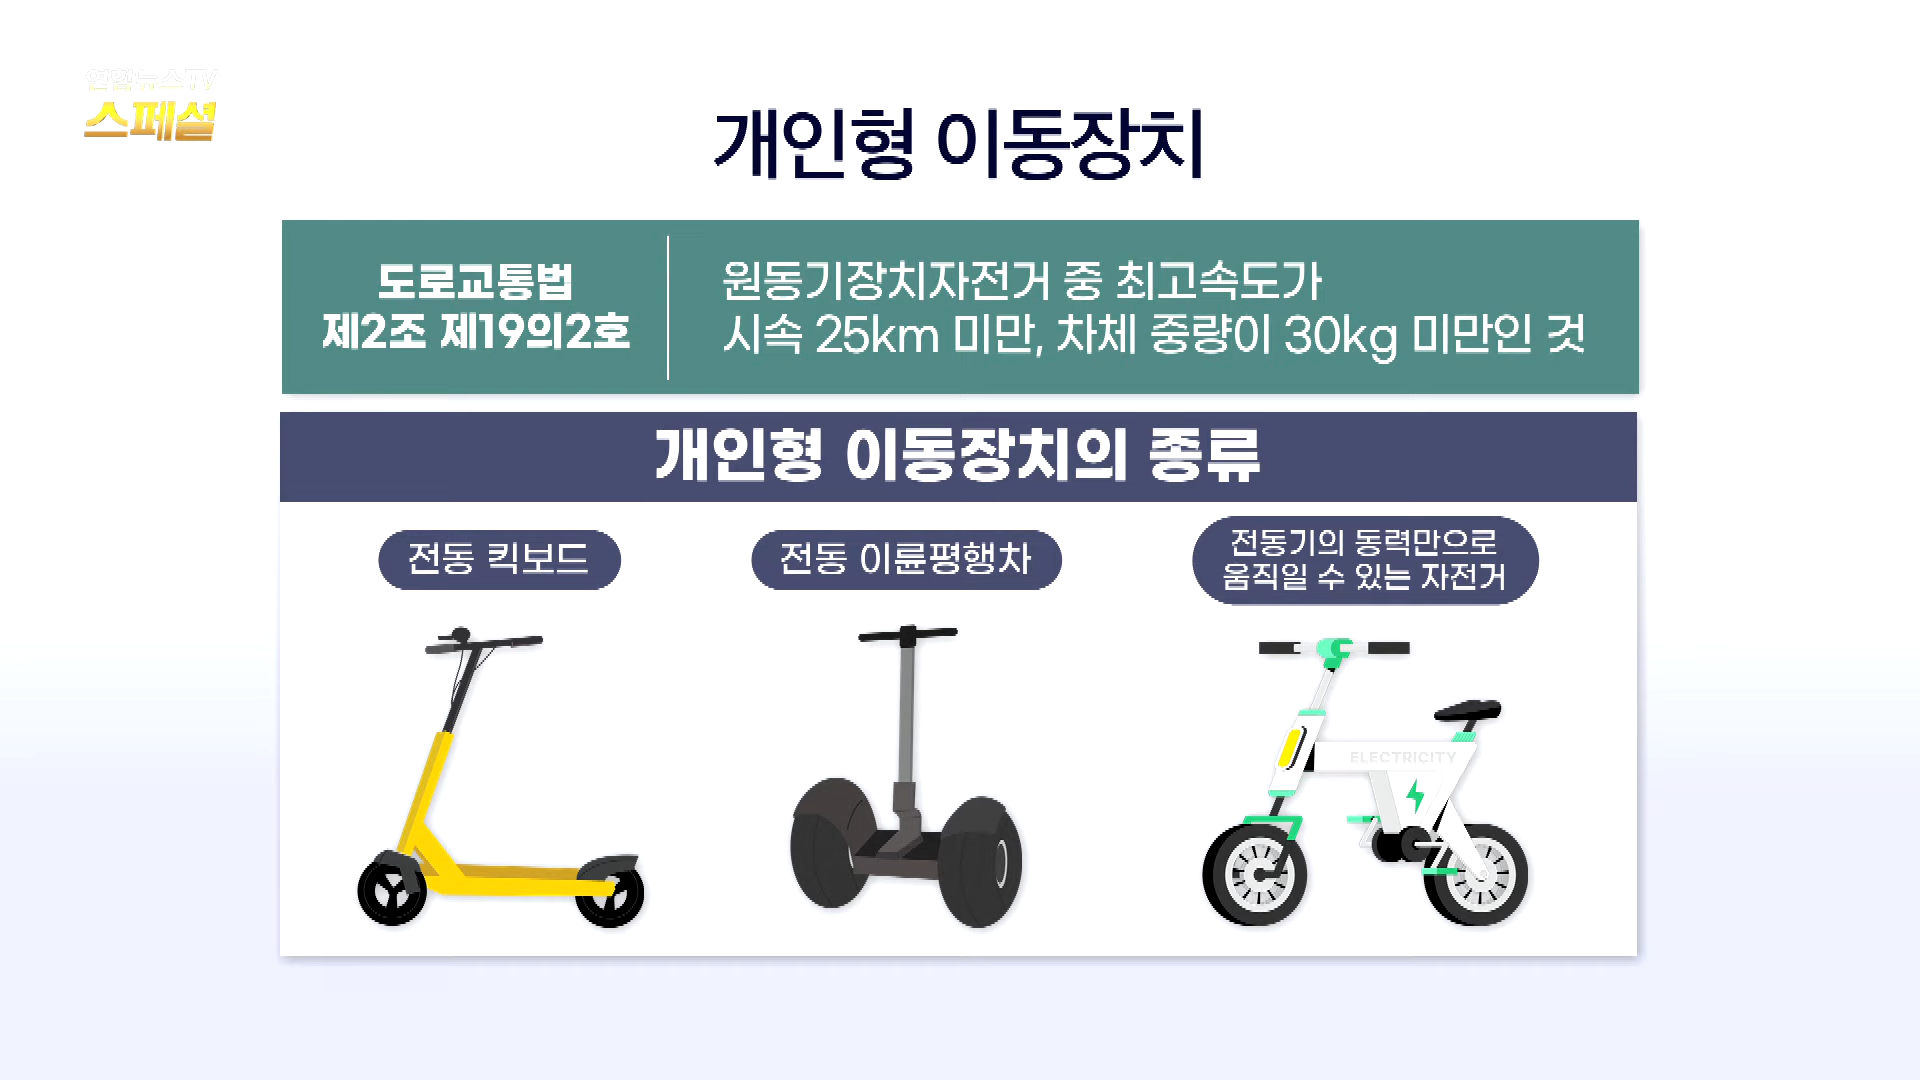 연합뉴스TV
스페셜
개인형 이동장치
도로교통법
제2조 제19의2호
원동기장치자전거 중 최고속도가
시속 25km 미만, 차체 중량이 30kg 미만인 것
개인형 이동장치의 종류
전동 킥보드
전동 이륜평행차
전동기의 동력만으로
움직일 수 있는 자전거
ELECTRICITY